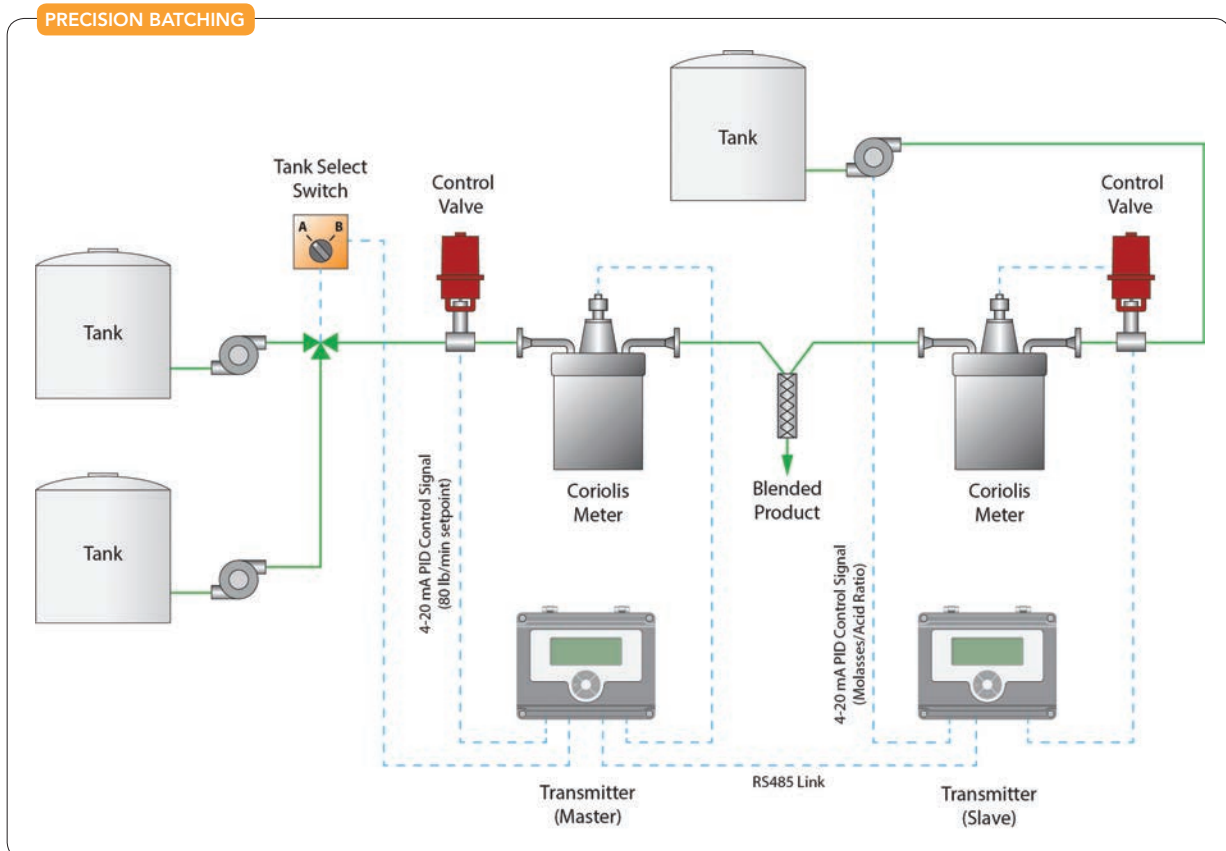 PRECISION BATCHING
Tank
Tank Select
Switch
A B
Control
Valve
Control
Valve
Tank
Tank
Coriolis
Meter
Blended
Product
Coriolis
Meter
4-20 mA PID Control Signal
(80 lb/min setpoint)
4-20 mA PID Control Signal
(Molasses/Acid Ratio)
RS485 Link
Transmitter
(Master)
Transmitter
(Slave)